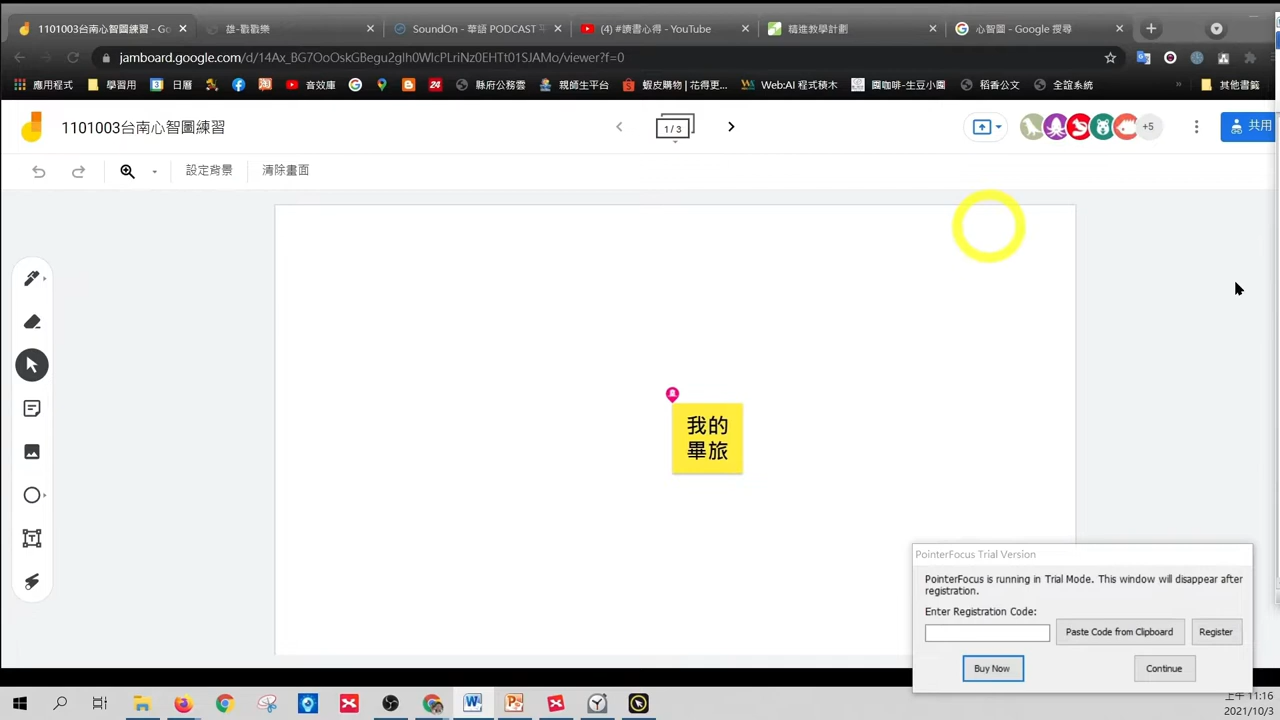 1101003台南心智圖練習 - Go
雄-戳戳樂
SoundOn - 華語 PODCAST 平
(4) #讀書心得 - YouTube
精進教學計劃
心智圖 - Google 搜尋
jamboard.google.com/d/14Ax_BG7OoOskGBegu2glh0WIcPLriNz0EHTt01SJAMo/viewer?f=0
應用程式
學習用
日曆
音效庫
縣府公務雲
親師生平台
蝦皮購物 | 花得更...
Web:AI 程式積木
園咖啡-生豆小園
稻香公文
全誼系統
»
其他書籤
1101003台南心智圖練習
1 / 3
+5
共用
設定背景
清除畫面
我的
畢旅
PointerFocus Trial Version
PointerFocus is running in Trial Mode. This window will disappear after
registration.
Enter Registration Code:
Paste Code from Clipboard
Register
Buy Now
Continue
上午 11:16
2021/10/3